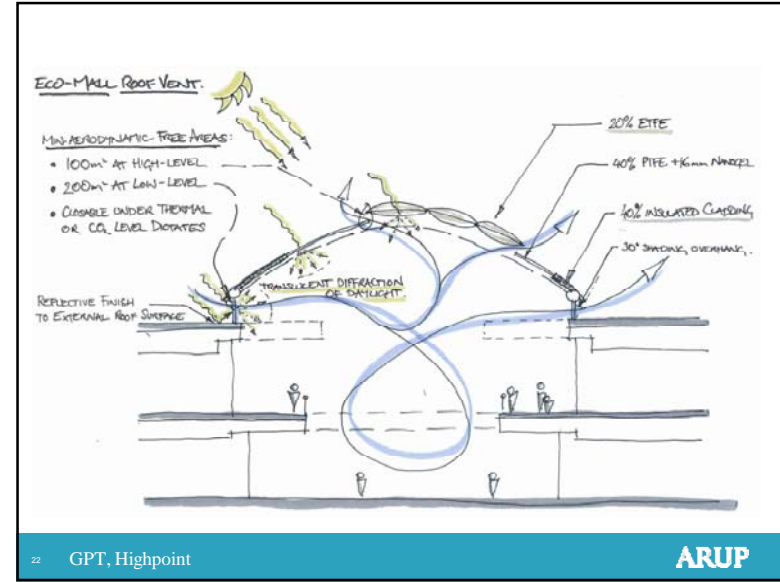 ECO-MALL ROOF VENT.
MIN-AERODYNAMIC-FREE AREAS:
• 100m² AT HIGH-LEVEL
• 200m² AT LOW-LEVEL
• CLOSABLE UNDER THERMAL
OR CO₂ LEVEL DICTATES
REFLECTIVE FINISH
TO EXTERNAL ROOF SURFACE
TRANSLUCENT DIFFRACTION
OF DAYLIGHT
20% ETFE
40% PTFE +16mm NANOGEL
40% INSULATED CLADDING
30° SHADING OVERHANG.
22 GPT, Highpoint
ARUP